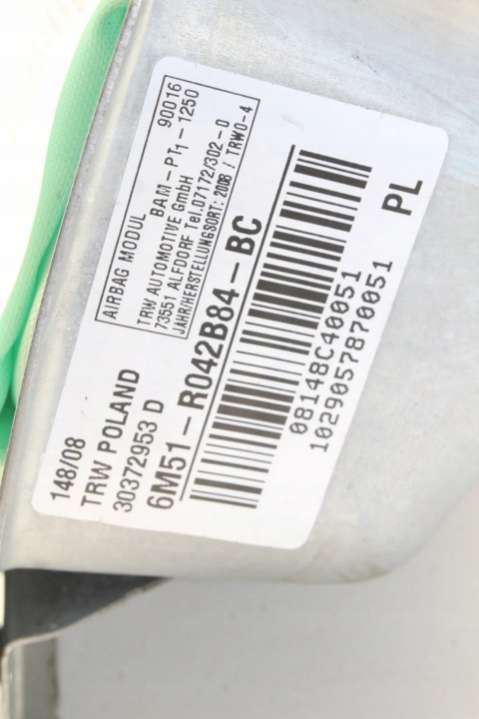 AIRBAG MODUL 90016
BAM-PT1-1250
TRW AUTOMOTIVE GmbH
73551 ALFDORF Tel.07172/302-0
JAHR/HERSTELLUNGSORT: 2008 / TRWO-4
148/08
TRW POLAND
30372953 D
6M51-R042B84-BC
08148C40051
1029057870051
PL